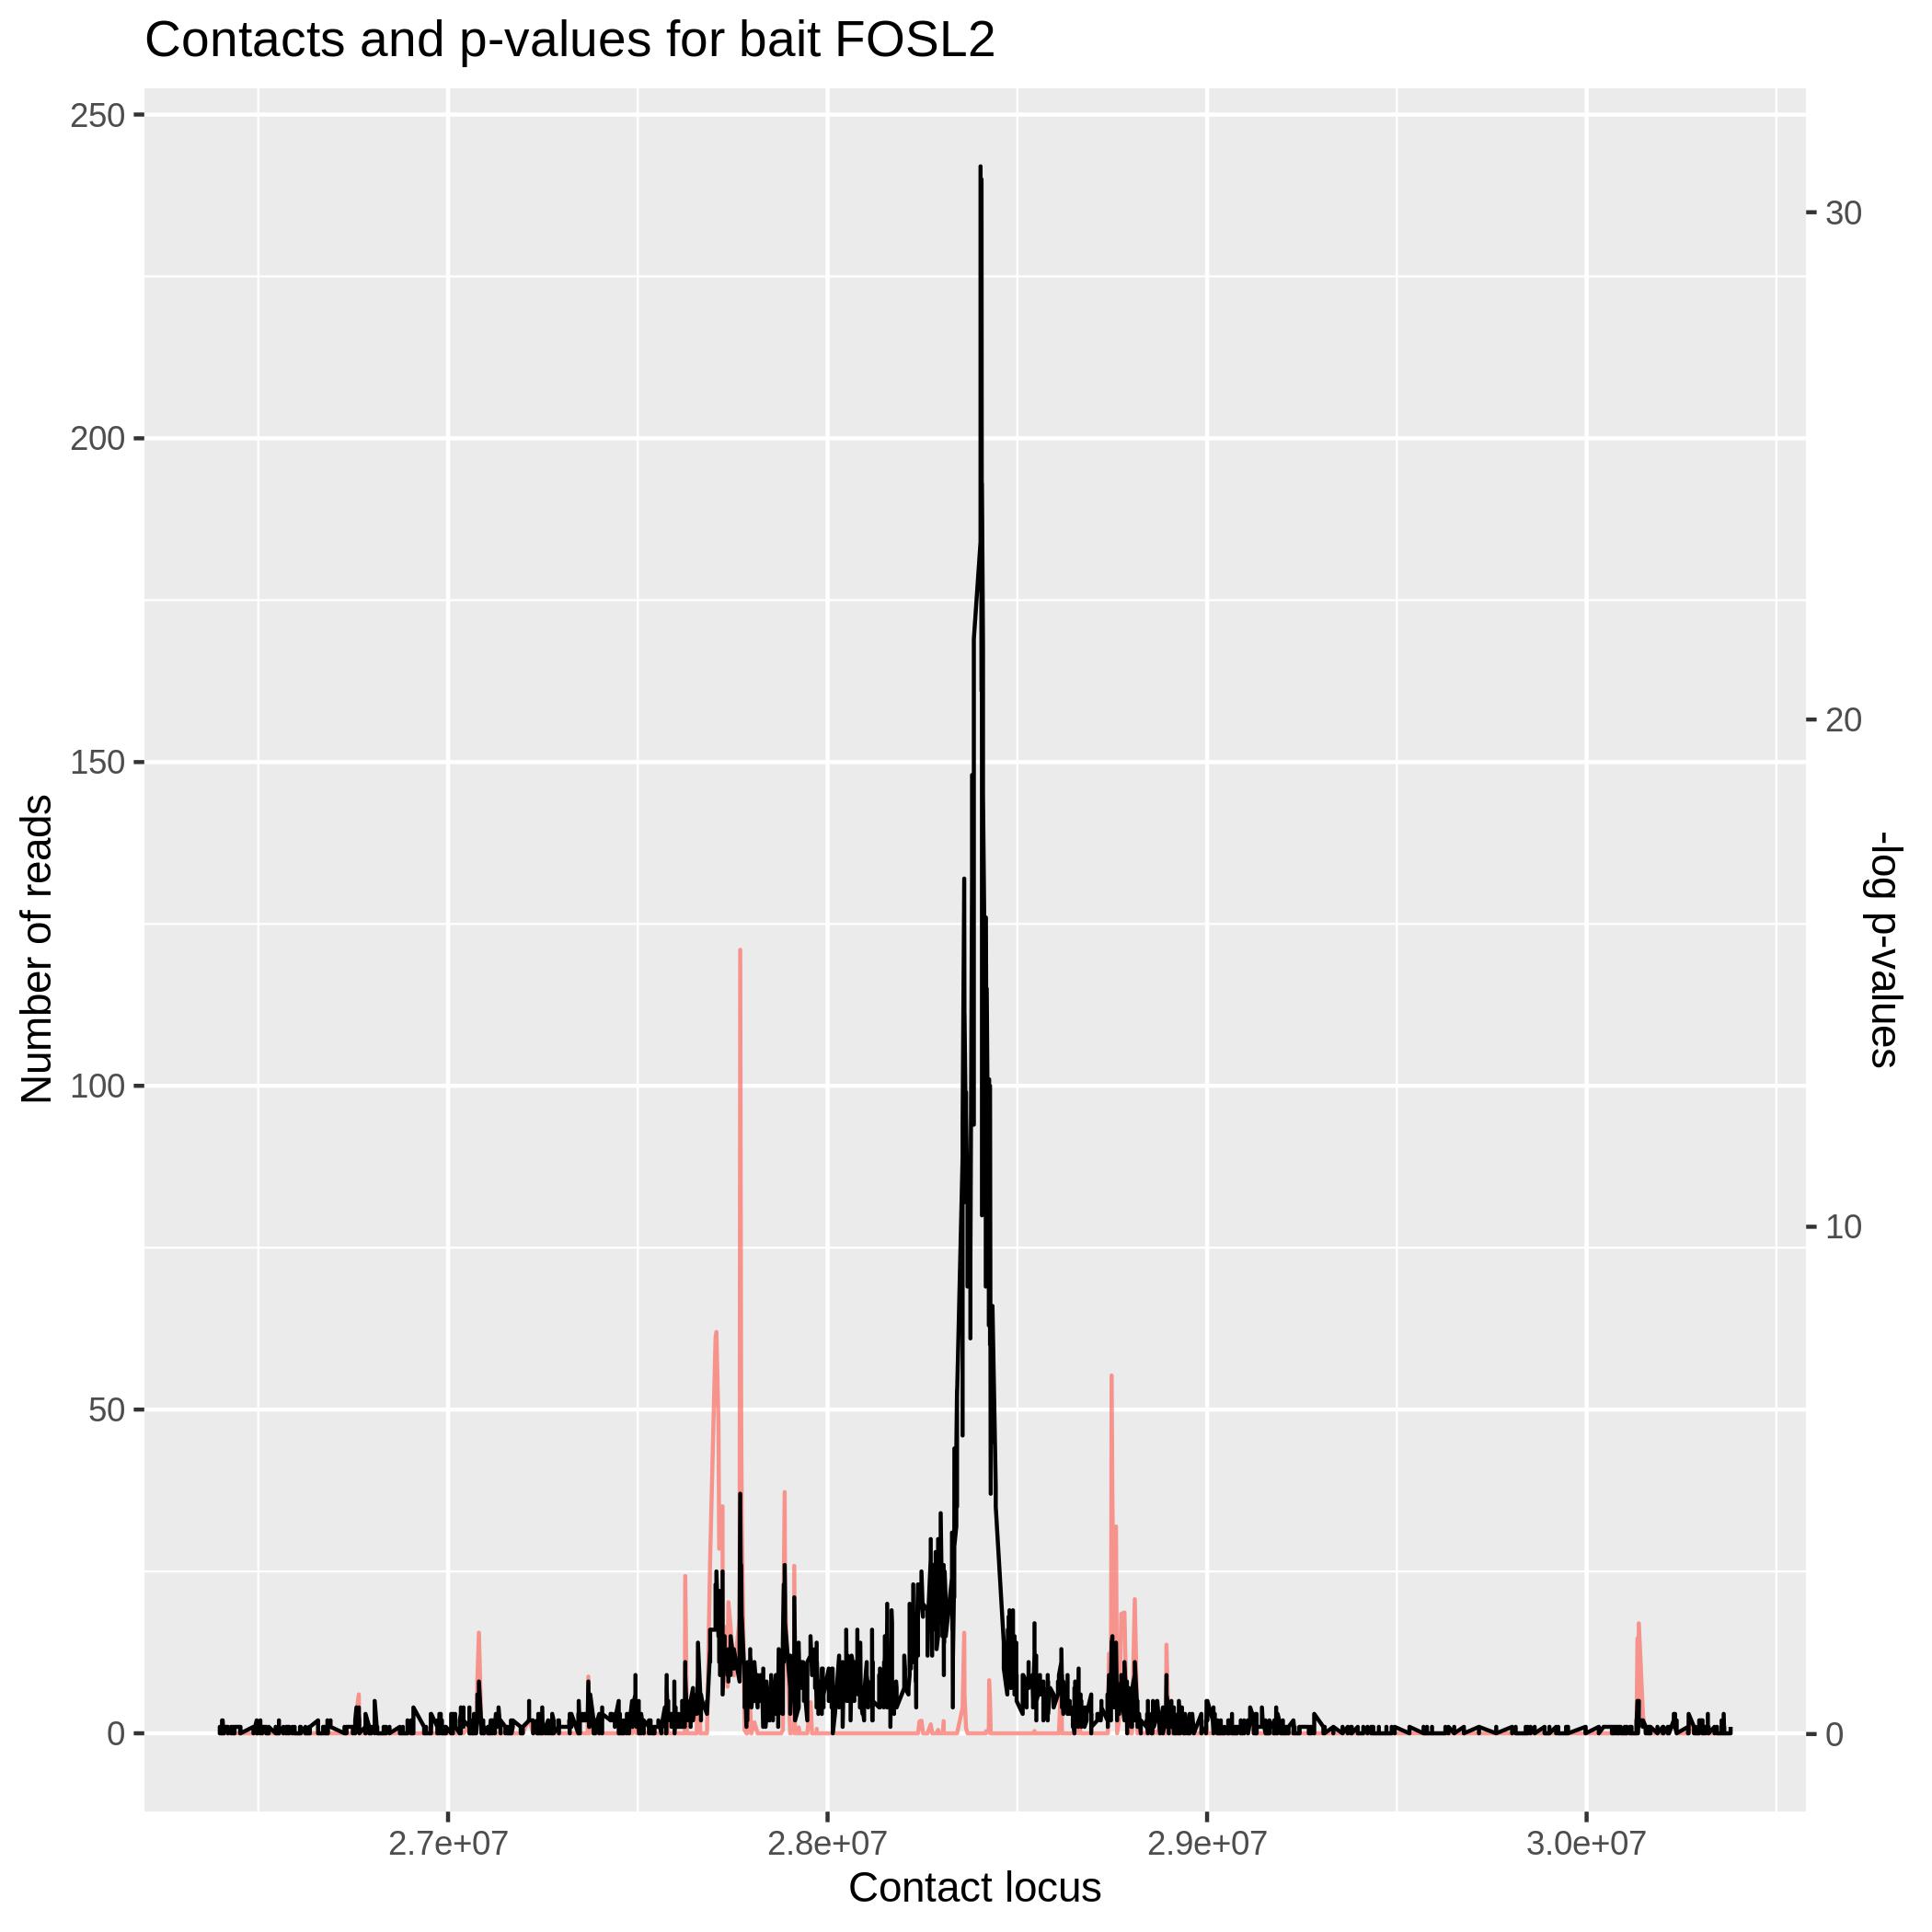 Contacts and p-values for bait FOSL2
250
200
150
100
50
0
Number of reads
30
20
10
0
-log p-values
2.7e+07
2.8e+07
2.9e+07
3.0e+07
Contact locus